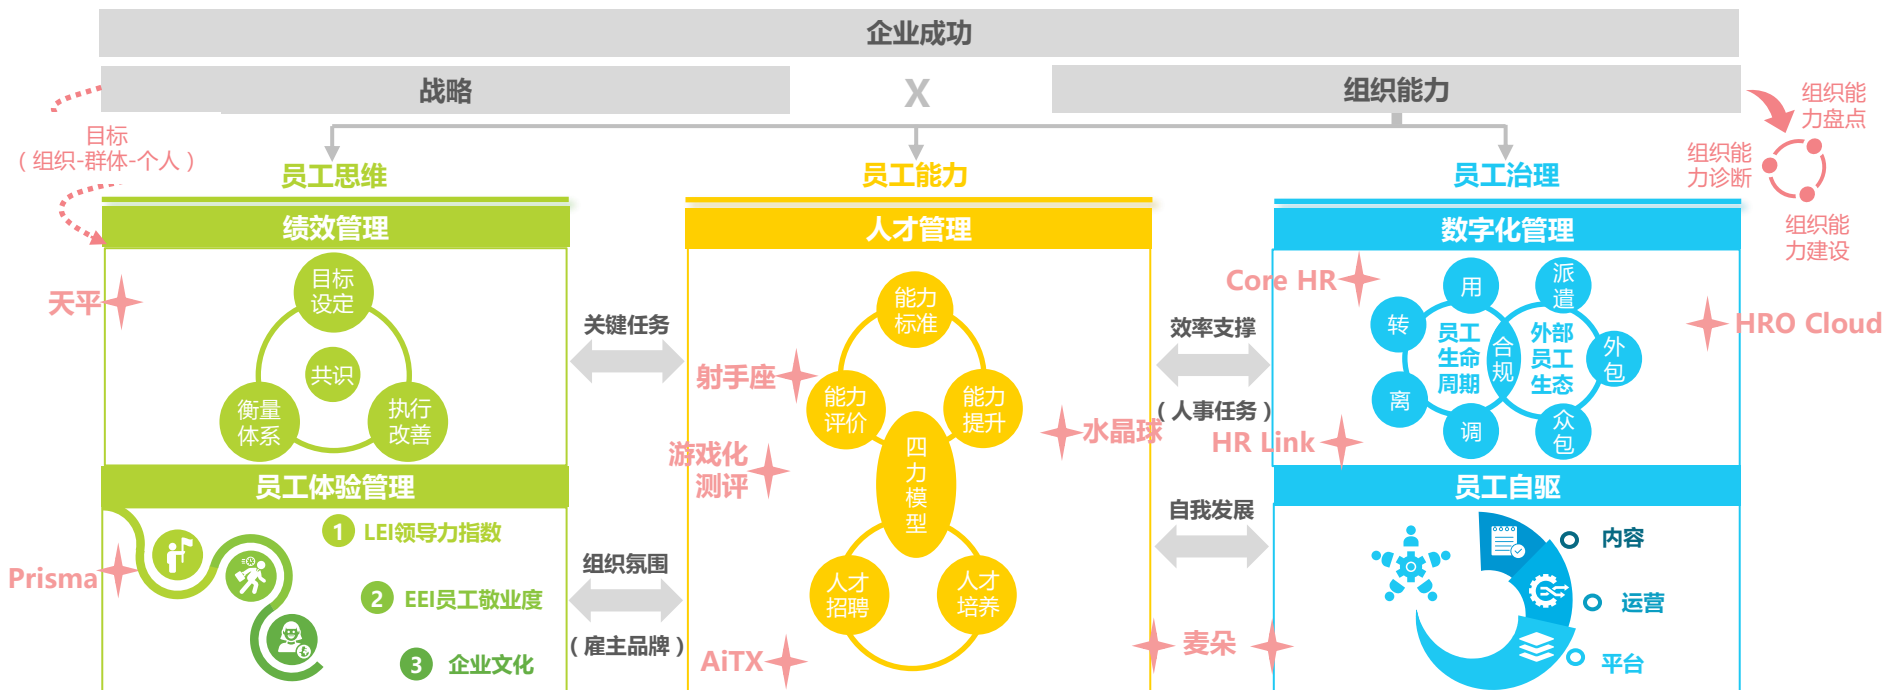 企业成功
战略
X
组织能力
目标
（组织-群体-个人）
组织能
力盘点
组织能
力诊断
组织能
力建设
员工思维
绩效管理
天平
目标
设定
共识
衡量
体系
执行
改善
员工体验管理
Prisma
1 LEI领导力指数
2 EEI员工敬业度
3 企业文化
关键任务
组织氛围
（雇主品牌）
员工能力
人才管理
能力
标准
射手座
能力
评价
能力
提升
水晶球
游戏化
测评
四
力
模
型
人才
招聘
人才
培养
AiTX
麦朵
效率支撑
（人事任务）
自我发展
员工治理
数字化管理
Core HR
用
转
离
调
员工
生命
周期
合
规
外部
员工
生态
派
遣
外
包
众
包
HRO Cloud
HR Link
员工自驱
内容
运营
平台